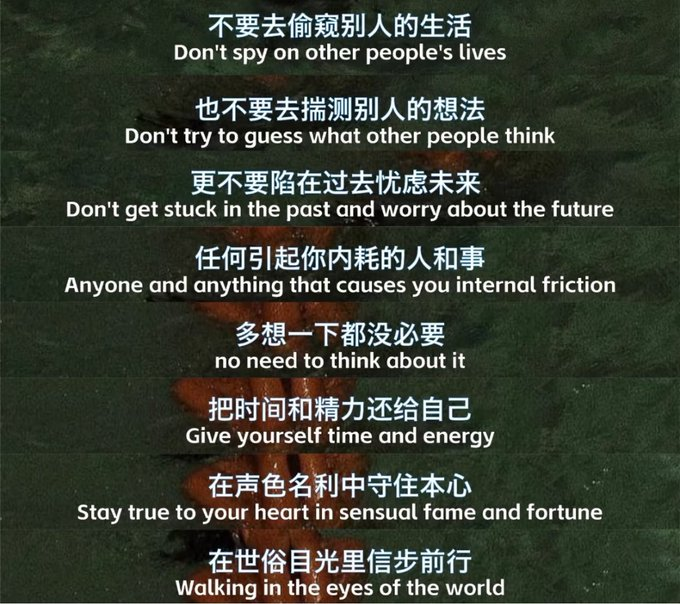 不要去偷窥别人的生活
Don't spy on other people's lives
也不要去揣测别人的想法
Don't try to guess what other people think
更不要陷在过去忧虑未来
Don't get stuck in the past and worry about the future
任何引起你内耗的人和事
Anyone and anything that causes you internal friction
多想一下都没必要
no need to think about it
把时间和精力还给自己
Give yourself time and energy
在声色名利中守住本心
Stay true to your heart in sensual fame and fortune
在世俗目光里信步前行
Walking in the eyes of the world